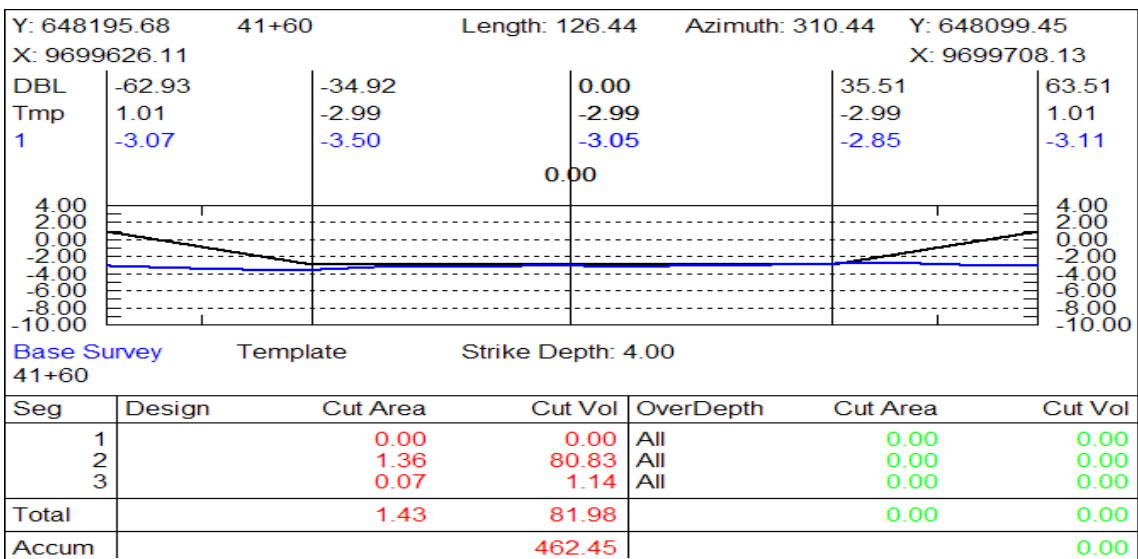 Y: 648195.68 41+60 Length: 126.44 Azimuth: 310.44 Y: 648099.45
X: 9699626.11 X: 9699708.13
DBL -62.93 -34.92 0.00 35.51 63.51
Tmp 1.01 -2.99 -2.99 -2.99 1.01
1 -3.07 -3.50 -3.05 -2.85 -3.11
0.00
4.00 4.00
2.00 2.00
0.00 0.00
-2.00 -2.00
-4.00 -4.00
-6.00 -6.00
-8.00 -8.00
-10.00 -10.00
Base Survey Template Strike Depth: 4.00
41+60
Seg Design Cut Area Cut Vol OverDepth Cut Area Cut Vol
1 0.00 0.00 All 0.00 0.00
2 1.36 80.83 All 0.00 0.00
3 0.07 1.14 All 0.00 0.00
Total 1.43 81.98 0.00 0.00
Accum 462.45 0.00